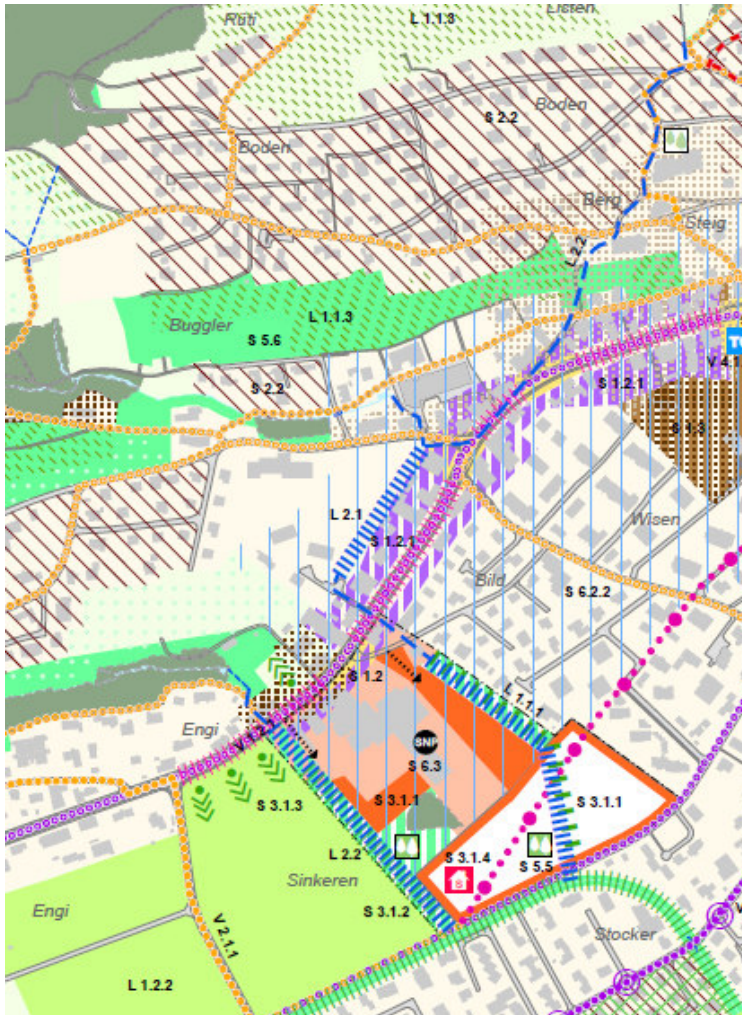 Rüti
L 1.1.3
Listen
S 2.2
Boden
Boden
Berg
Steig
L 2.2
L 1.1.3
Buggler
S 5.6
S 2.2
S 1.2.1
V 4.1
S 1.3
L 2.1
S 1.2.1
Wisen
Bild
S 6.2.2
S 1.2
L 1.1.1
Engi
SNP
S 6.3
S 3.1.1
S 3.1.1
S 3.1.3
S 3.1.4
S 5.5
L 2.2
Sinkeren
S 3.1.2
Engi
V 2.1.1
Stocker
L 1.2.2